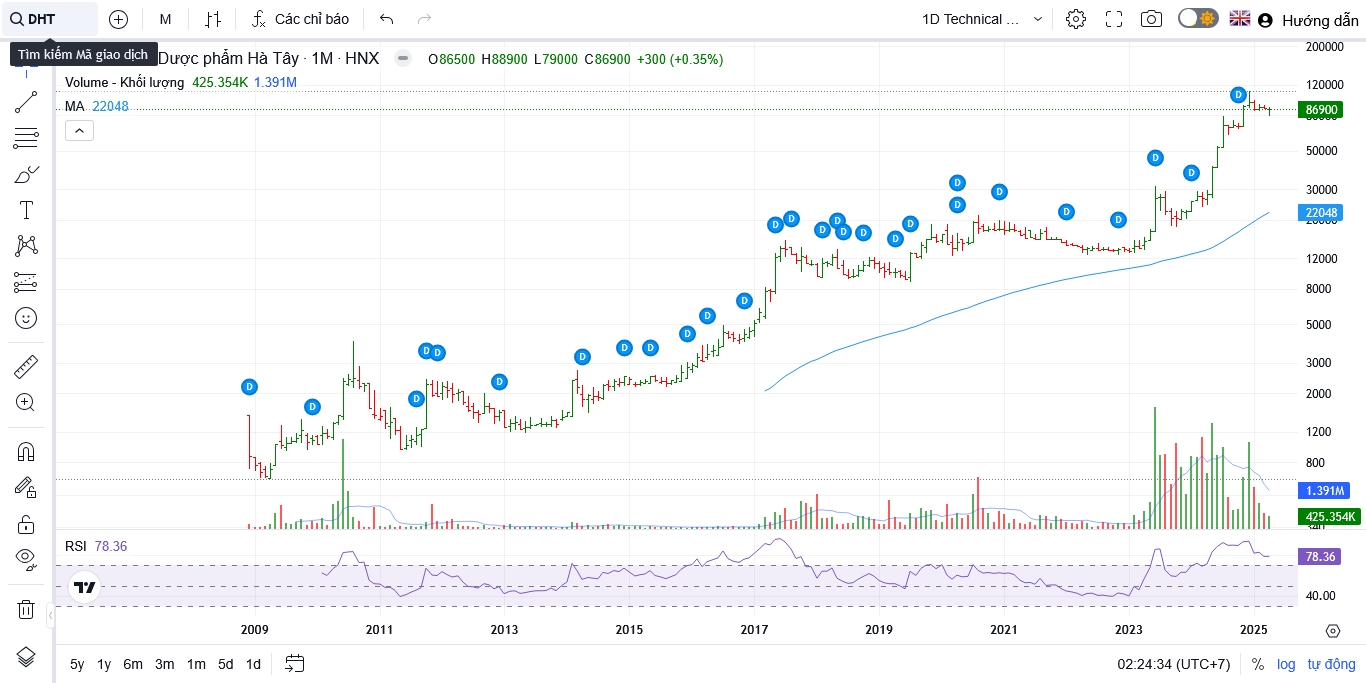 DHT
M
Các chỉ báo
1D Technical ...
Hướng dẫn
Tìm kiếm Mã giao dịch
Dược phẩm Hà Tây · 1M · HNX
O86500 H88900 L79000 C86900 +300 (+0.35%)
Volume - Khối lượng 425.354K 1.391M
MA 22048
200000
120000
86900
50000
30000
22048
12000
8000
5000
3000
2000
1200
800
1.391M
425.354K
D D D D D D D D D D D D D D D D D D D D D D D D D D D D
RSI 78.36
78.36
40.00
2009 2011 2013 2015 2017 2019 2021 2023 2025
5y 1y 6m 3m 1m 5d 1d
02:24:34 (UTC+7) % log tự động